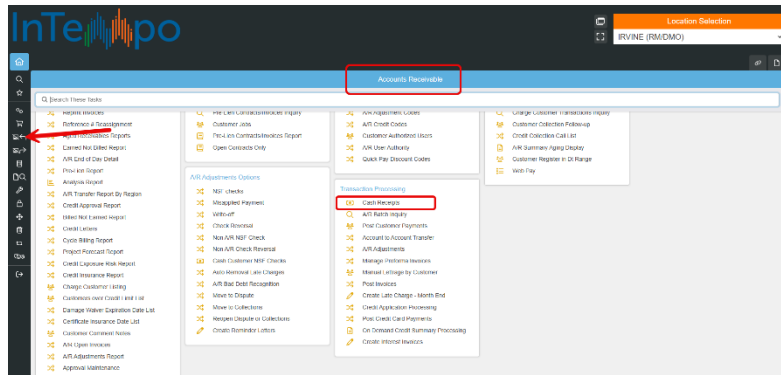 InTempo
Location Selection
IRVINE (RM/DMO)
Accounts Receivable
Search These Tasks
Reprint Invoices
Reference # Reassignment
Aged Receivables Reports
Earned Not Billed Report
A/R End of Day Detail
Pre-Lien Report
Analysis Report
A/R Transfer Report By Region
Credit Approval Report
Billed Not Earned Report
Credit Letters
Cycle Billing Report
Project Forecast Report
Credit Exposure Risk Report
Credit Insurance Report
Charge Customer Listing
Customers over Credit Limit List
Damage Waiver Expiration Date List
Certificate Insurance Date List
Customer Comment Notes
A/R Open Invoices
A/R Adjustments Report
Approval Maintenance
Pre-Lien Contracts/Invoices Inquiry
Customer Jobs
Pre-Lien Contracts/Invoices Report
Open Contracts Only
A/R Adjustments Options
NSF checks
Misapplied Payment
Write-off
Check Reversal
Non A/R NSF Check
Non A/R Check Reversal
Cash Customer NSF Checks
Auto Removal Late Charges
A/R Bad Debt Recognition
Move to Dispute
Move to Collections
Reopen Dispute or Collections
Create Reminder Letters
A/R Adjustment Codes
A/R Credit Codes
Customer Authorized Users
A/R User Authority
Quick Pay Discount Codes
Transaction Processing
Cash Receipts
A/R Batch Inquiry
Post Customer Payments
Account to Account Transfer
A/R Adjustments
Manage Proforma Invoices
Manual Lettrage by Customer
Post Invoices
Create Late Charge - Month End
Credit Application Processing
Post Credit Card Payments
On Demand Credit Summary Processing
Create Interest Invoices
Charge Customer Transactions Inquiry
Customer Collection Follow-up
Credit Collection Call List
A/R Summary Aging Display
Customer Register in Dt Range
Web Pay